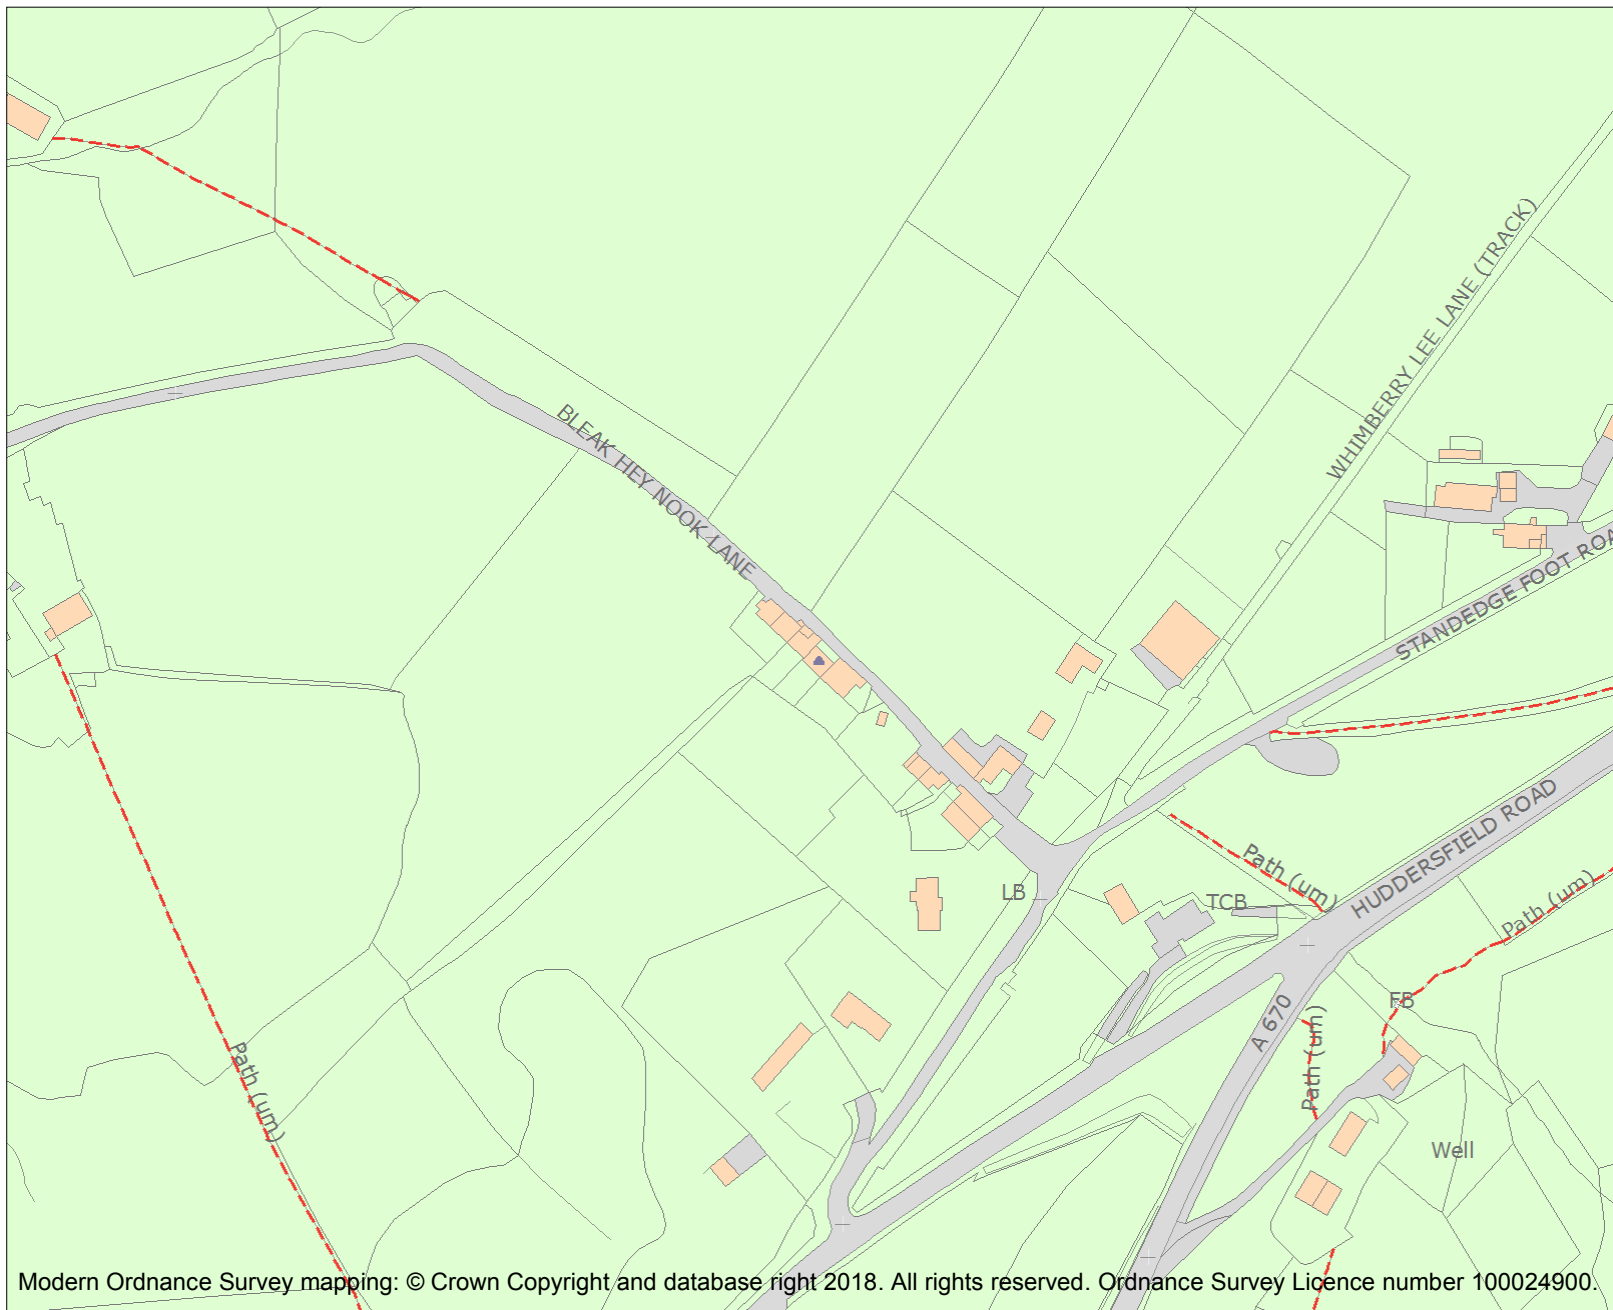 WHIMBERRY LEE LANE (TRACK)
BLEAK HEY NOOK LANE
STANDEDGE FOOT ROA
HUDDERSFIELD ROAD
Path (um)
LB
TCB
Path (um)
A 670
FB
Path (um)
Path (um)
Well
Modern Ordnance Survey mapping: © Crown Copyright and database right 2018. All rights reserved. Ordnance Survey Licence number 100024900.